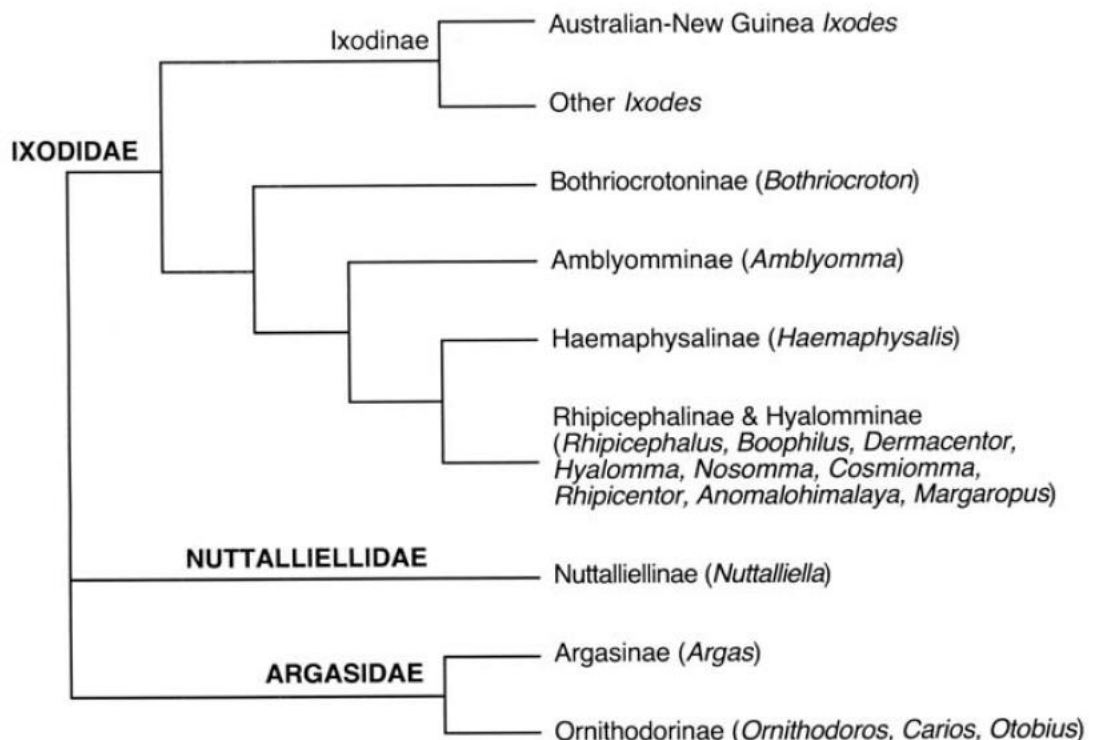 Ixodinae
Australian-New Guinea Ixodes
Other Ixodes
IXODIDAE
Bothriocrotoninae (Bothriocroton)
Amblyomminae (Amblyomma)
Haemaphysalinae (Haemaphysalis)
Rhipicephalinae & Hyalomminae
(Rhipicephalus, Boophilus, Dermacentor,
Hyalomma, Nosomma, Cosmiomma,
Rhipicentor, Anomalohimalaya, Margaropus)
NUTTALLIELLIDAE
Nuttalliellinae (Nuttalliella)
Argasinae (Argas)
ARGASIDAE
Ornithodorinae (Ornithodoros, Carios, Otobius)